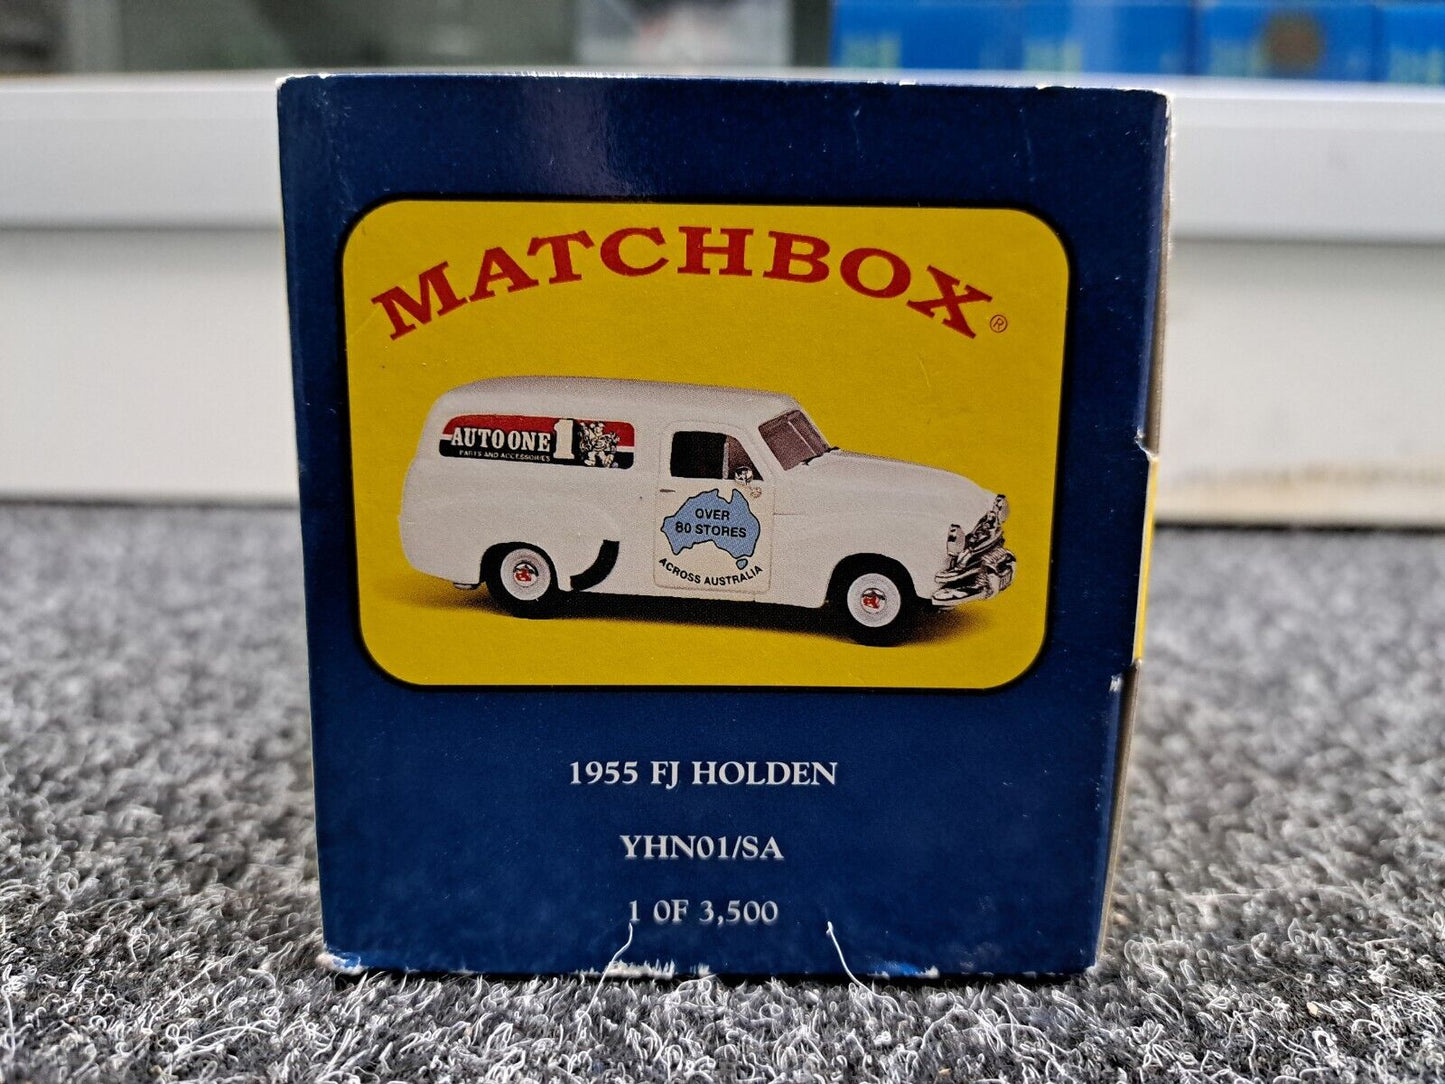 MATCHBOX®
AUTO ONE 1
PARTS AND ACCESSORIES
OVER
80 STORES
ACROSS AUSTRALIA
1955 FJ HOLDEN
YHN01/SA
1 OF 3,500